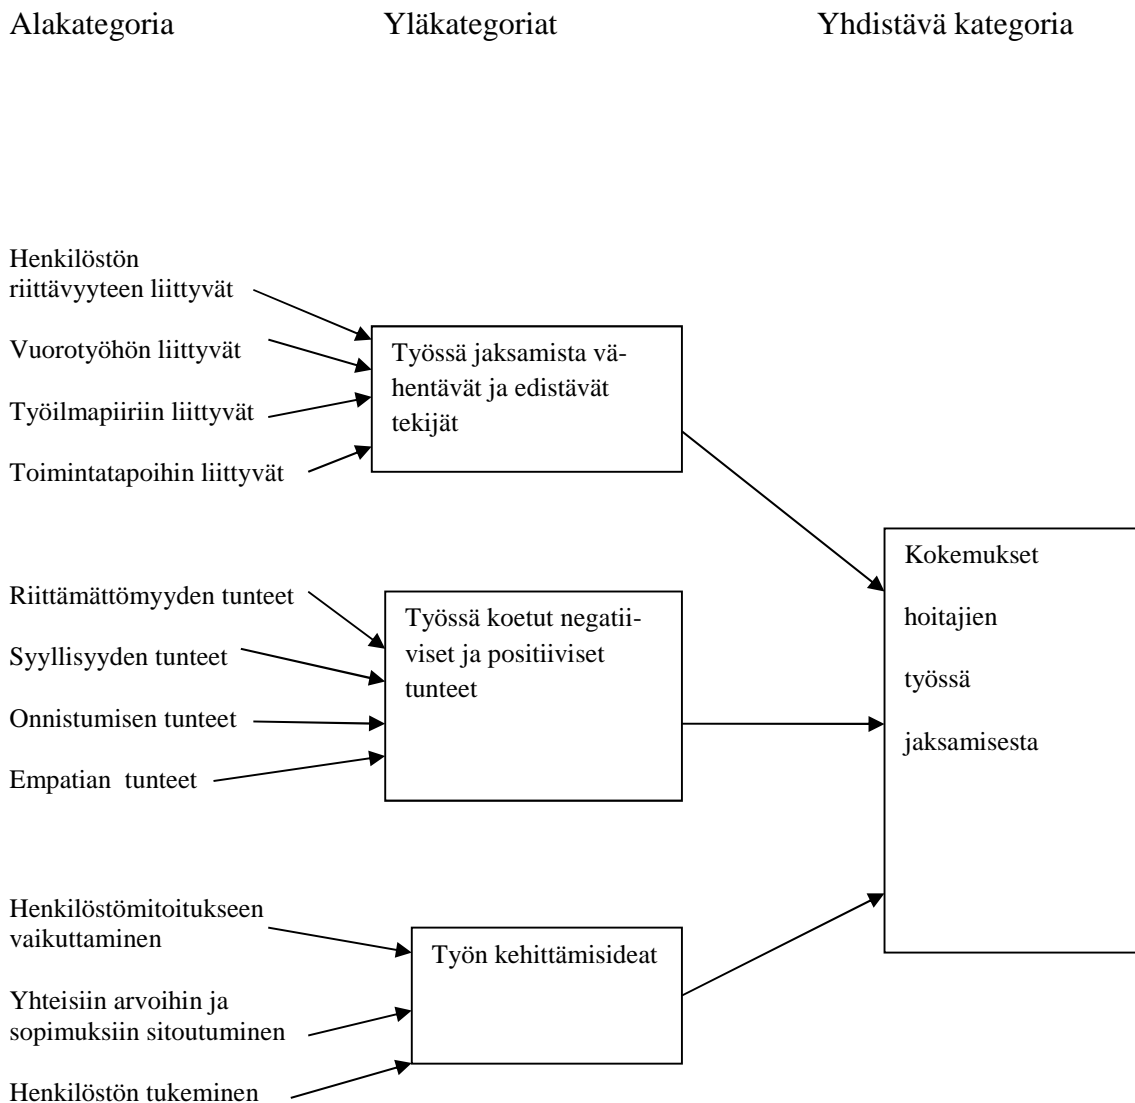 Alakategoria Yläkategoriat Yhdistävä kategoria
Henkilöstön
riittävyyteen liittyvät
Vuorotyöhön liittyvät
Työilmapiiriin liittyvät
Toimintatapoihin liittyvät
Työssä jaksamista vä-
hentävät ja edistävät
tekijät
Riittämättömyyden tunteet
Syyllisyyden tunteet
Onnistumisen tunteet
Empatian tunteet
Työssä koetut negatii-
viset ja positiiviset
tunteet
Henkilöstömitoitukseen
vaikuttaminen
Yhteisiin arvoihin ja
sopimuksiin sitoutuminen
Henkilöstön tukeminen
Työn kehittämisideat
Kokemukset
hoitajien
työssä
jaksamisesta